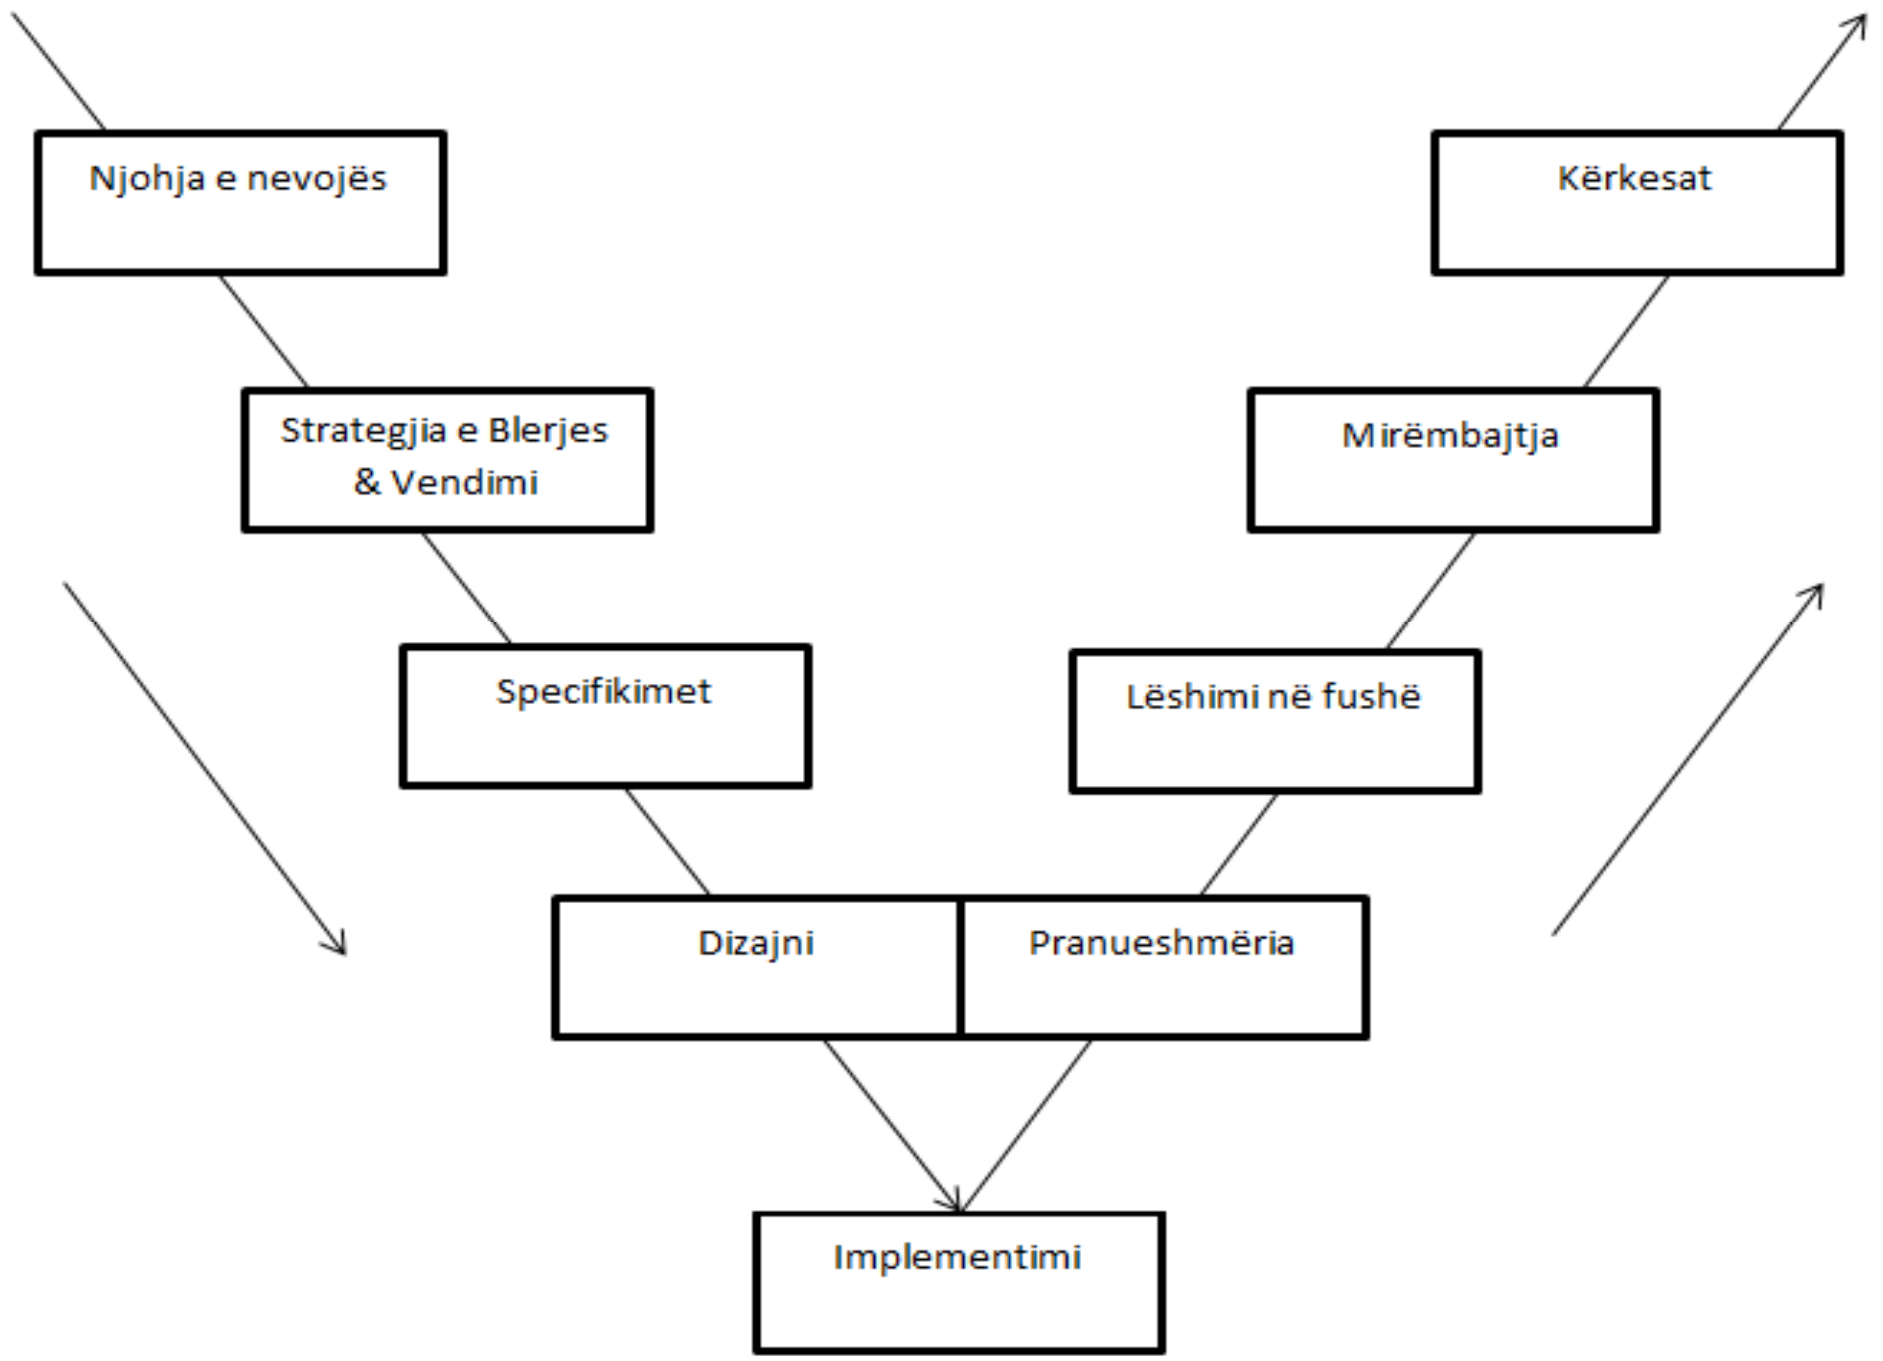 Njohja e nevojës
Kërkesat
Strategjia e Blerjes
& Vendimi
Mirëmbajtja
Specifikimet
Lëshimi në fushë
Dizajni
Pranueshmëria
Implementimi